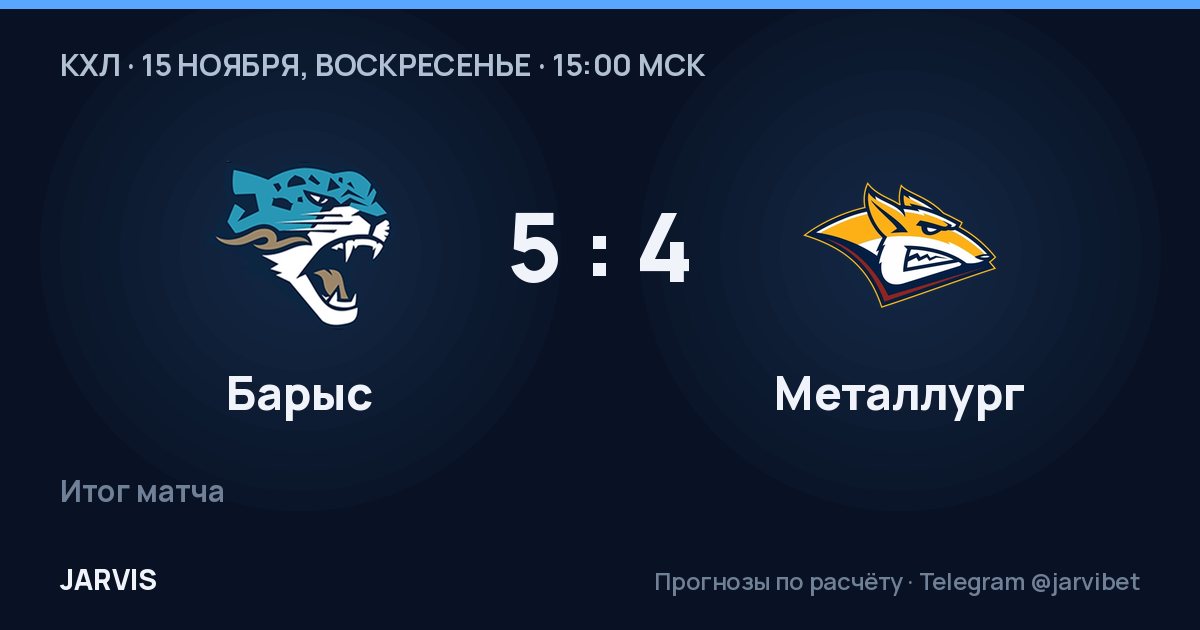 КХЛ · 15 НОЯБРЯ, ВОСКРЕСЕНЬЕ · 15:00 МСК
5 : 4
Барыс
Металлург
Итог матча
JARVIS
Прогнозы по расчёту · Telegram @jarvibet